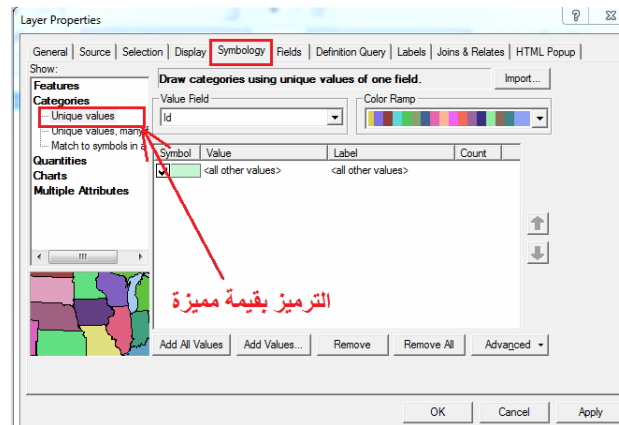 Layer Properties
General Source Selection Display Symbology Fields Definition Query Labels Joins & Relates HTML Popup
Show:
Features
Categories
Unique values
Unique values, many
Match to symbols in a
Quantities
Charts
Multiple Attributes
Draw categories using unique values of one field.
Import...
Value Field
Id
Color Ramp
Symbol Value Label Count
<all other values> <all other values>
الترميز بقيمة مميزة
Add All Values Add Values... Remove Remove All Advanced
OK Cancel Apply